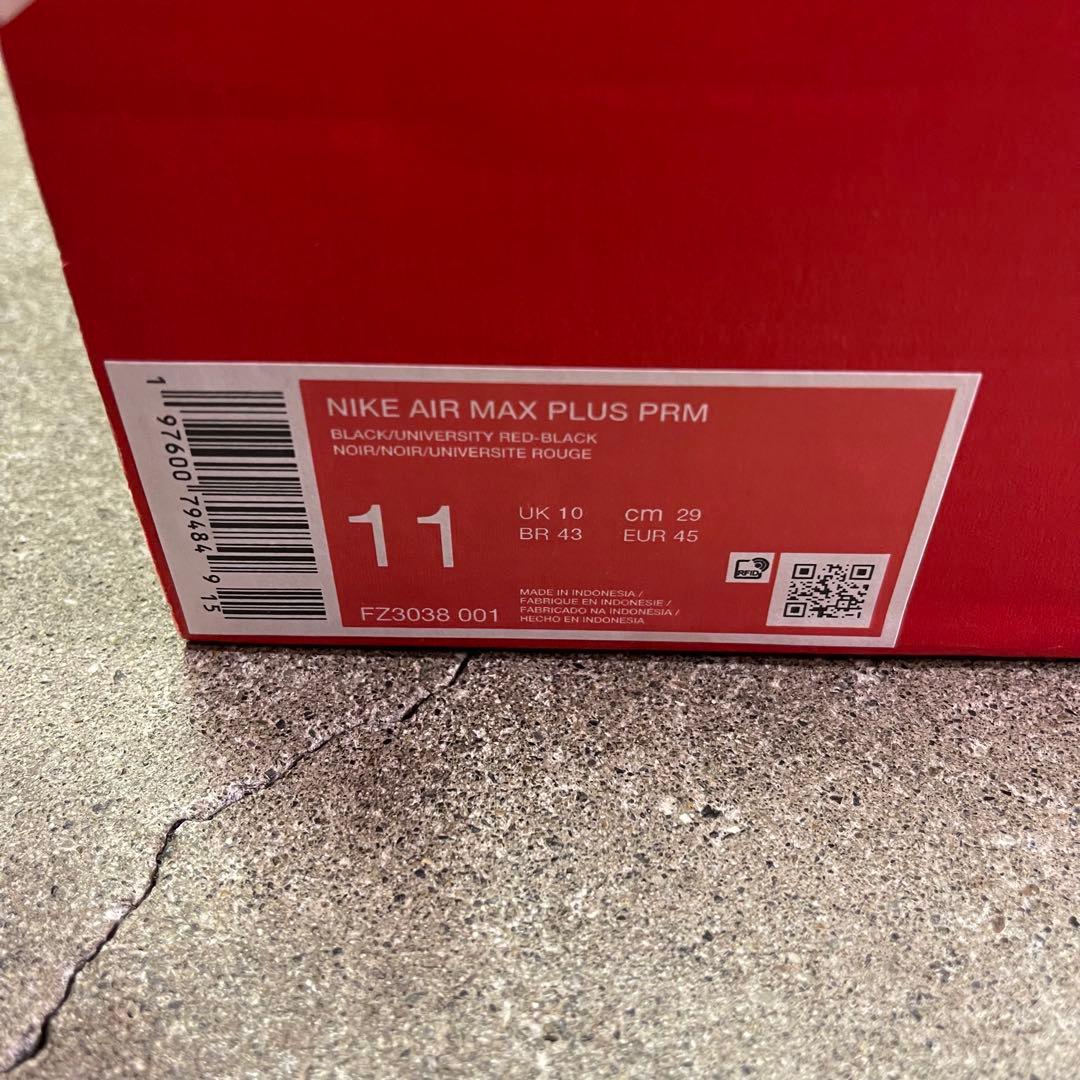 1 97600 79484 9 15
NIKE AIR MAX PLUS PRM
BLACK/UNIVERSITY RED-BLACK
NOIR/NOIR/UNIVERSITE ROUGE
11
UK 10 cm 29
BR 43 EUR 45
FZ3038 001
MADE IN INDONESIA /
FABRIQUE EN INDONESIE /
FABRICADO NA INDONÉSIA /
HECHO EN INDONESIA
RFID